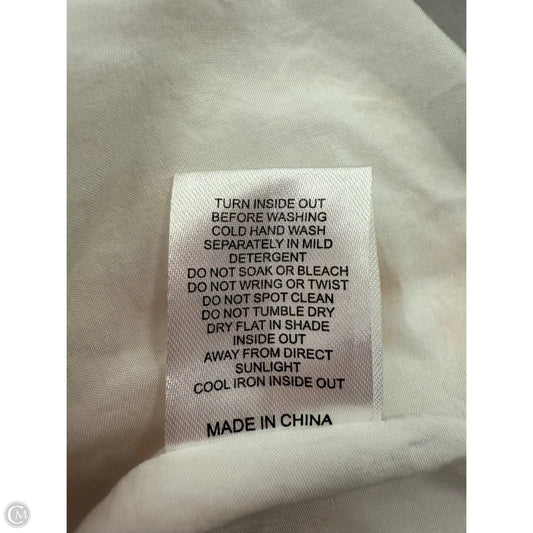 TURN INSIDE OUT
BEFORE WASHING
COLD HAND WASH
SEPARATELY IN MILD
DETERGENT
DO NOT SOAK OR BLEACH
DO NOT WRING OR TWIST
DO NOT SPOT CLEAN
DO NOT TUMBLE DRY
DRY FLAT IN SHADE
INSIDE OUT
AWAY FROM DIRECT
SUNLIGHT
COOL IRON INSIDE OUT
MADE IN CHINA
CM